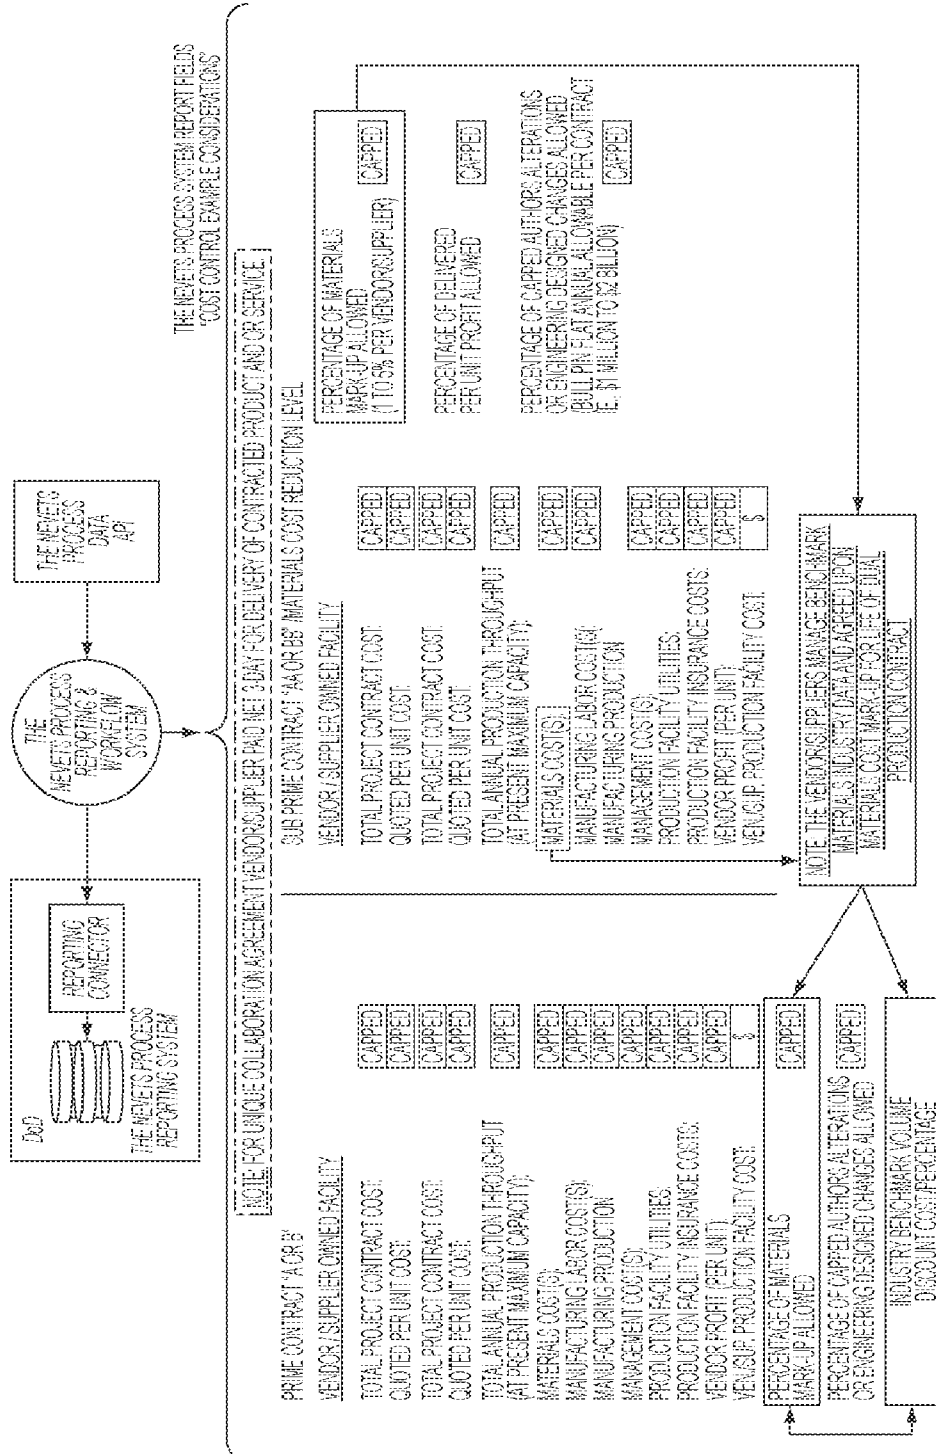 THE NEVETS PROCESS SYSTEM REPORT FIELDS
"COST CONTROL EXAMPLE CONSIDERATIONS"
DoD
REPORTING
CONNECTOR
THE NEVETS PROCESS
REPORTING SYSTEM
THE
NEVETS PROCESS
REPORTING &
WORKFLOW
SYSTEM
THE NEVETS
PROCESS
DATA
API
NOTE: FOR UNIQUE COLLABORATION AGREEMENT VENDOR/SUPPLIER PAID NET 3-DAY FOR DELIVERY OF CONTRACTED PRODUCT AND OR SERVICE.
PRIME CONTRACT "A OR B"
VENDOR / SUPPLIER OWNED FACILITY
TOTAL PROJECT CONTRACT COST: CAPPED
QUOTED PER UNIT COST: CAPPED
TOTAL PROJECT CONTRACT COST: CAPPED
QUOTED PER UNIT COST: CAPPED
TOTAL ANNUAL PRODUCTION THROUGHPUT
(AT PRESENT MAXIMUM CAPACITY): CAPPED
MATERIALS COST(S): CAPPED
MANUFACTURING LABOR COST(S): CAPPED
MANUFACTURING PRODUCTION CAPPED
MANAGEMENT COST(S): CAPPED
PRODUCTION FACILITY UTILITIES: CAPPED
PRODUCTION FACILITY INSURANCE COSTS: CAPPED
VENDOR PROFIT (PER UNIT): CAPPED
VEN./SUP. PRODUCTION FACILITY COST: $
PERCENTAGE OF MATERIALS
MARK-UP ALLOWED CAPPED
PERCENTAGE OF CAPPED AUTHORS ALTERATIONS
OR ENGINEERING DESIGNED CHANGES ALLOWED CAPPED
INDUSTRY BENCHMARK VOLUME
DISCOUNT COST/PERCENTAGE
SUB PRIME CONTRACT "AA OR BB" MATERIALS COST REDUCTION LEVEL
VENDOR / SUPPLIER OWNED FACILITY
TOTAL PROJECT CONTRACT COST: CAPPED
QUOTED PER UNIT COST: CAPPED
TOTAL PROJECT CONTRACT COST: CAPPED
QUOTED PER UNIT COST: CAPPED
TOTAL ANNUAL PRODUCTION THROUGHPUT
(AT PRESENT MAXIMUM CAPACITY): CAPPED
MATERIALS COST(S): CAPPED
MANUFACTURING LABOR COST(S): CAPPED
MANUFACTURING PRODUCTION
MANAGEMENT COST(S): CAPPED
PRODUCTION FACILITY UTILITIES: CAPPED
PRODUCTION FACILITY INSURANCE COSTS: CAPPED
VENDOR PROFIT (PER UNIT): CAPPED
VEN./SUP. PRODUCTION FACILITY COST: $
PERCENTAGE OF MATERIALS
MARK-UP ALLOWED CAPPED
(1 TO 5% PER VENDOR/SUPPLIER)
PERCENTAGE OF DELIVERED
PER UNIT PROFIT ALLOWED CAPPED
PERCENTAGE OF CAPPED AUTHORS ALTERATIONS
OR ENGINEERING DESIGNED CHANGES ALLOWED
(BULL PIN FLAT ANNUAL ALLOWABLE PER CONTRACT
I.E., $1 MILLION TO $2 BILLION) CAPPED
NOTE: THE VENDOR/SUPPLIERS MANAGE BENCHMARK
MATERIALS INDUSTRY DATA AND AGREED UPON
MATERIALS COST MARK-UP FOR LIFE OF DUAL
PRODUCTION CONTRACT